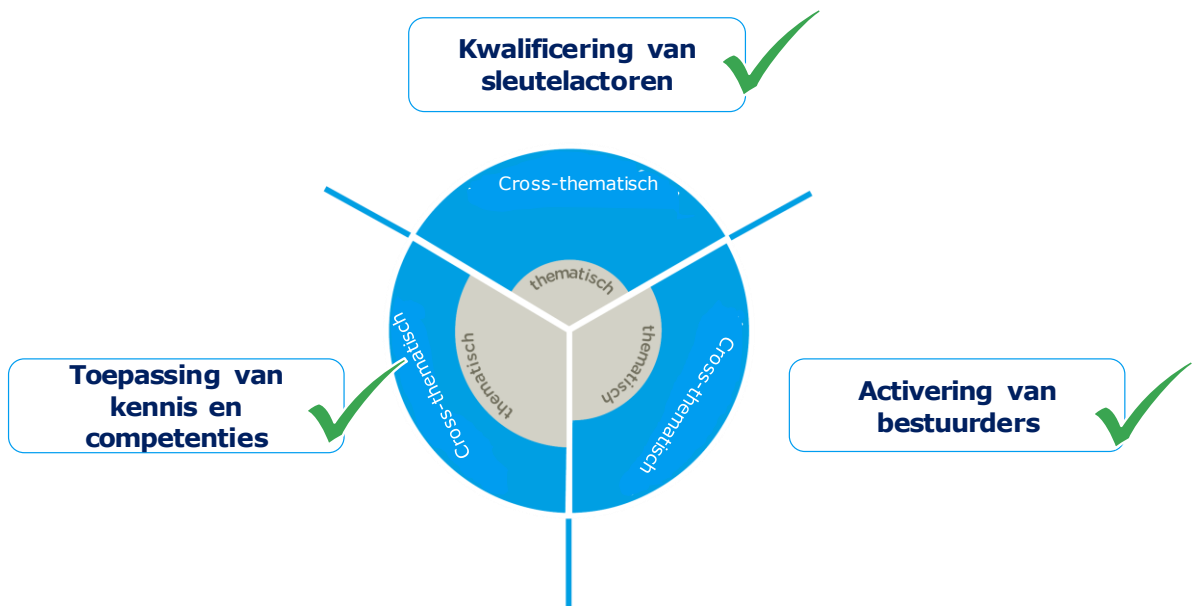 Kwalificering van
sleutelactoren
Cross-thematisch
thematisch
Cross-thematisch
thematisch
thematisch
Cross-thematisch
Toepassing van
kennis en
competenties
Activering van
bestuurders